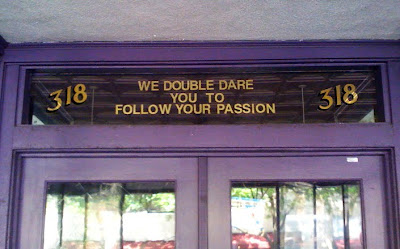 318
WE DOUBLE DARE
YOU TO
FOLLOW YOUR PASSION
318